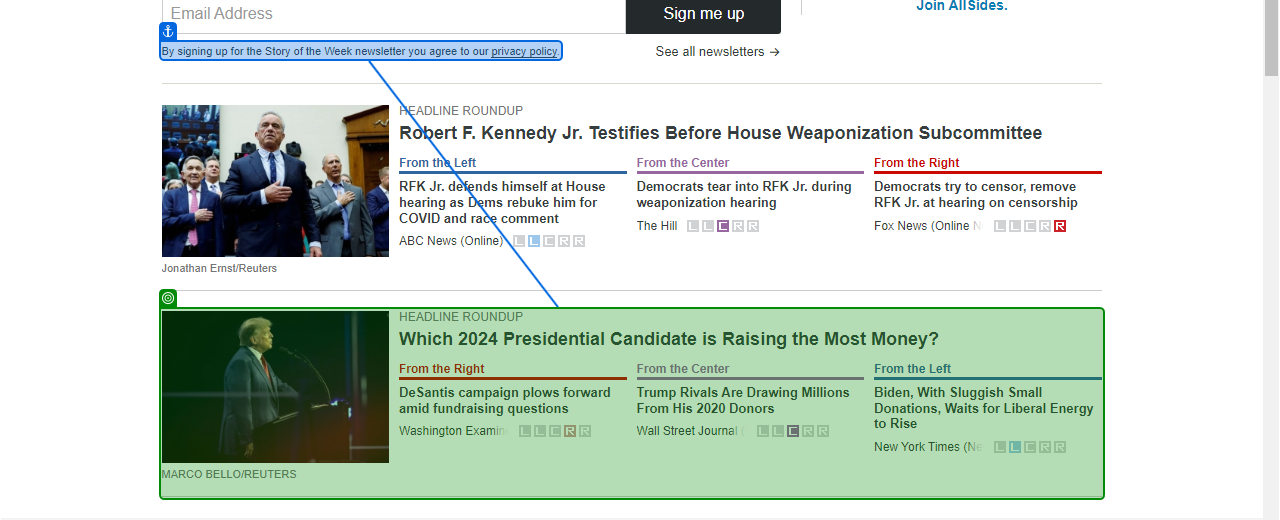 Email Address
Sign me up
Join AllSides.
By signing up for the Story of the Week newsletter you agree to our privacy policy.
See all newsletters →
HEADLINE ROUNDUP
Robert F. Kennedy Jr. Testifies Before House Weaponization Subcommittee
From the Left
RFK Jr. defends himself at House
hearing as Dems rebuke him for
COVID and race comment
ABC News (Online) L L C R R
From the Center
Democrats tear into RFK Jr. during
weaponization hearing
The Hill L L C R R
From the Right
Democrats try to censor, remove
RFK Jr. at hearing on censorship
Fox News (Online L L C R R
Jonathan Ernst/Reuters
HEADLINE ROUNDUP
Which 2024 Presidential Candidate is Raising the Most Money?
From the Right
DeSantis campaign plows forward
amid fundraising questions
Washington L L C R R
From the Center
Trump Rivals Are Drawing Millions
From His 2020 Donors
Wall Street Journal L L C R R
From the Left
Biden, With Sluggish Small
Donations, Waits for Liberal Energy
to Rise
New York Times L L C R R
MARCO BELLO/REUTERS